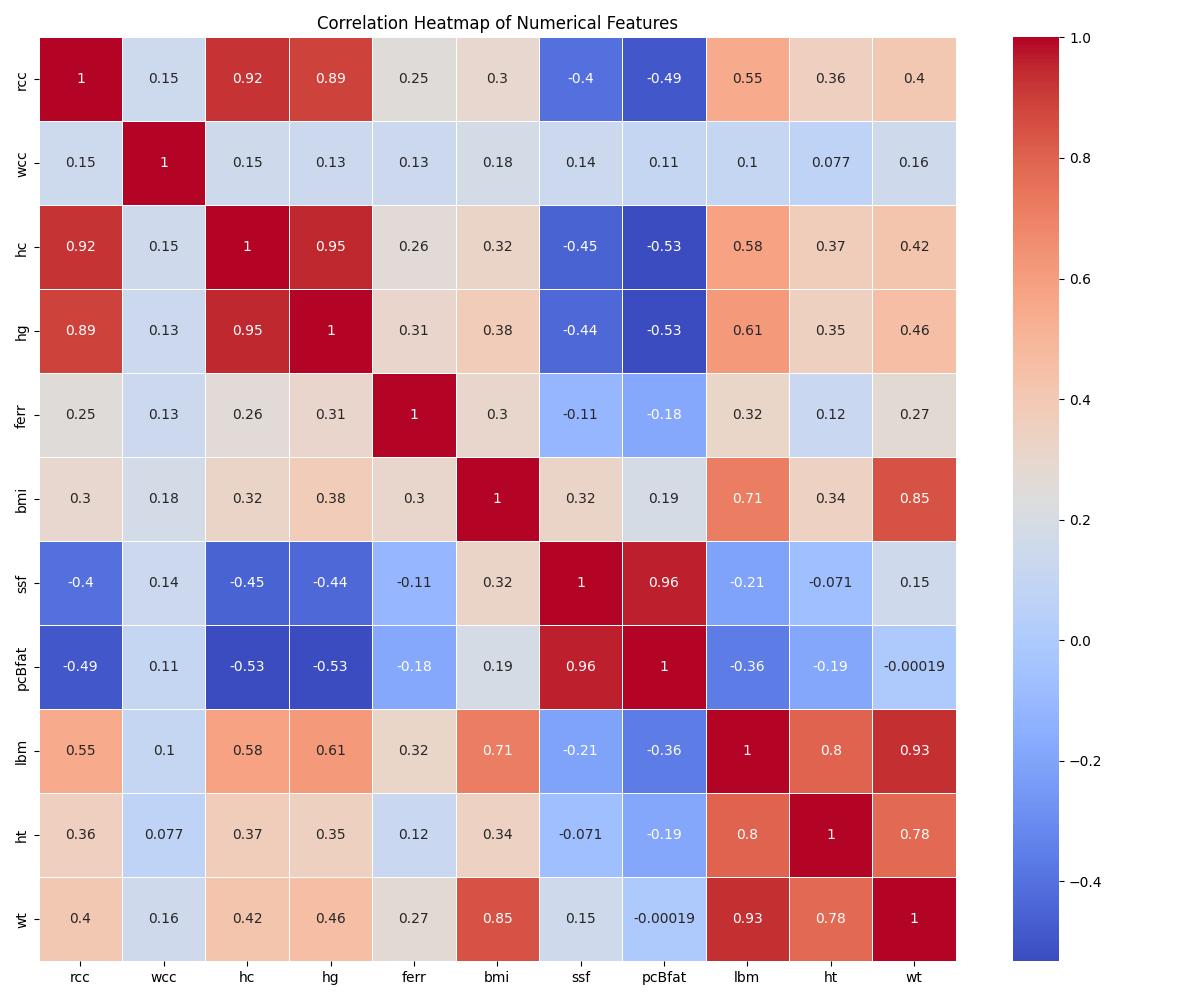 Correlation Heatmap of Numerical Features
rcc 1 0.15 0.92 0.89 0.25 0.3 -0.4 -0.49 0.55 0.36 0.4
wcc 0.15 1 0.15 0.13 0.13 0.18 0.14 0.11 0.1 0.077 0.16
hc 0.92 0.15 1 0.95 0.26 0.32 -0.45 -0.53 0.58 0.37 0.42
hg 0.89 0.13 0.95 1 0.31 0.38 -0.44 -0.53 0.61 0.35 0.46
ferr 0.25 0.13 0.26 0.31 1 0.3 -0.11 -0.18 0.32 0.12 0.27
bmi 0.3 0.18 0.32 0.38 0.3 1 0.32 0.19 0.71 0.34 0.85
ssf -0.4 0.14 -0.45 -0.44 -0.11 0.32 1 0.96 -0.21 -0.071 0.15
pcBfat -0.49 0.11 -0.53 -0.53 -0.18 0.19 0.96 1 -0.36 -0.19 -0.00019
lbm 0.55 0.1 0.58 0.61 0.32 0.71 -0.21 -0.36 1 0.8 0.93
ht 0.36 0.077 0.37 0.35 0.12 0.34 -0.071 -0.19 0.8 1 0.78
wt 0.4 0.16 0.42 0.46 0.27 0.85 0.15 -0.00019 0.93 0.78 1
rcc wcc hc hg ferr bmi ssf pcBfat lbm ht wt
1.0
0.8
0.6
0.4
0.2
0.0
−0.2
−0.4